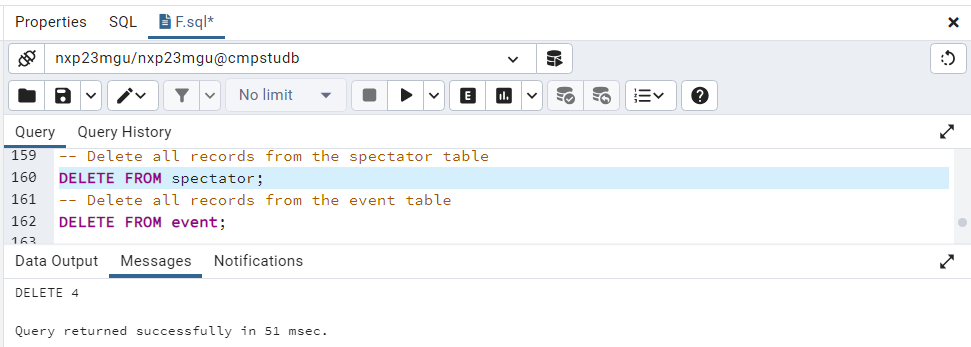 Properties SQL F.sql*
nxp23mgu/nxp23mgu@cmpstudb
No limit E
Query Query History
159 -- Delete all records from the spectator table
160 DELETE FROM spectator;
161 -- Delete all records from the event table
162 DELETE FROM event;
163
Data Output Messages Notifications
DELETE 4
Query returned successfully in 51 msec.